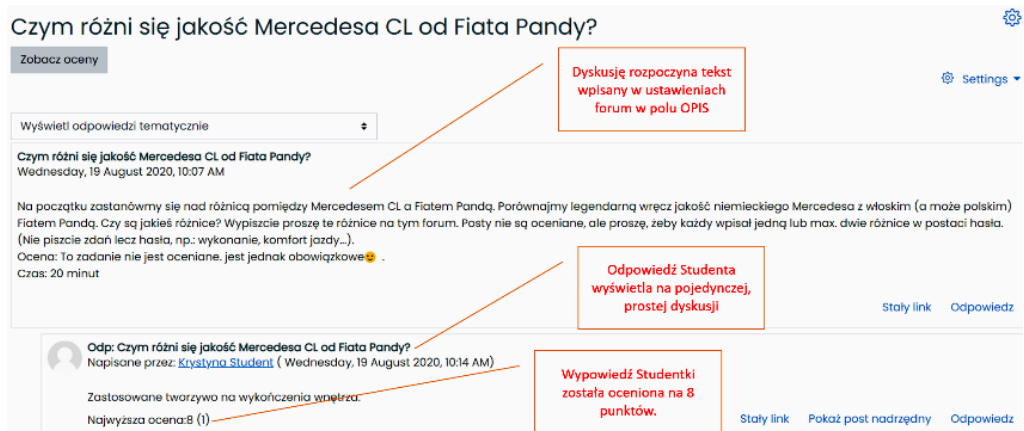 Czym różni się jakość Mercedesa CL od Fiata Pandy?
Zobacz oceny
Dyskusję rozpoczyna tekst
wpisany w ustawieniach
forum w polu OPIS
Settings
Wyświetl odpowiedzi tematycznie
Czym różni się jakość Mercedesa CL od Fiata Pandy?
Wednesday, 19 August 2020, 10:07 AM
Na początku zastanówmy się nad różnicą pomiędzy Mercedesem CL a Fiatem Pandą. Porównajmy legendarną wręcz jakość niemieckiego Mercedesa z włoskim (a może polskim)
Fiatem Pandą. Czy są jakieś różnice? Wypiszcie proszę te różnice na tym forum. Posty nie są oceniane, ale proszę, żeby każdy wpisał jedną lub max. dwie różnice w postaci hasła.
(Nie piszcie zdań lecz hasła, np.: wykonanie, komfort jazdy...).
Ocena: To zadanie nie jest oceniane. jest jednak obowiązkowe😉 .
Czas: 20 minut
Odpowiedź Studenta
wyświetla na pojedynczej,
prostej dyskusji
Stały link Odpowiedz
Odp: Czym różni się jakość Mercedesa CL od Fiata Pandy?
Napisane przez: Krystyna Student ( Wednesday, 19 August 2020, 10:14 AM)
Wypowiedź Studentki
została oceniona na 8
punktów.
Zastosowane tworzywo na wykończenia wnętrza.
Najwyższa ocena:8 (1)
Stały link Pokaż post nadrzędny Odpowiedz